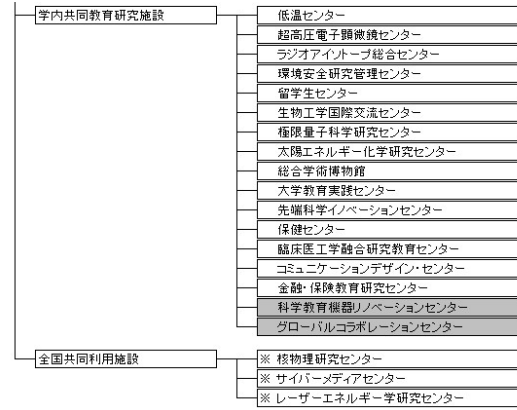 学内共同教育研究施設
低温センター
超高圧電子顕微鏡センター
ラジオアイソトープ総合センター
環境安全研究管理センター
留学生センター
生物工学国際交流センター
極限量子科学研究センター
太陽エネルギー化学研究センター
総合学術博物館
大学教育実践センター
先端科学イノベーションセンター
保健センター
臨床医工学融合研究教育センター
コミュニケーションデザイン・センター
金融・保険教育研究センター
科学教育機器リノベーションセンター
グローバルコラボレーションセンター
全国共同利用施設
※ 核物理研究センター
※ サイバーメディアセンター
※ レーザーエネルギー学研究センター